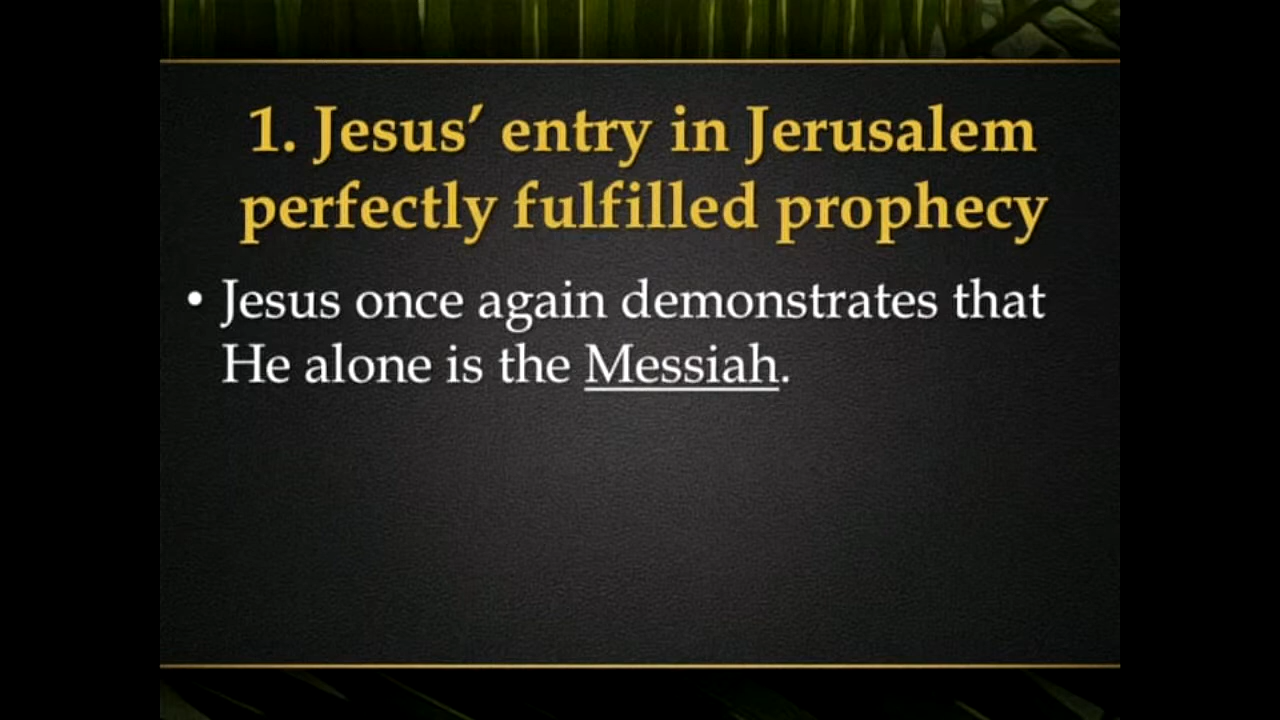 1. Jesus’ entry in Jerusalem
perfectly fulfilled prophecy
• Jesus once again demonstrates that
He alone is the Messiah.